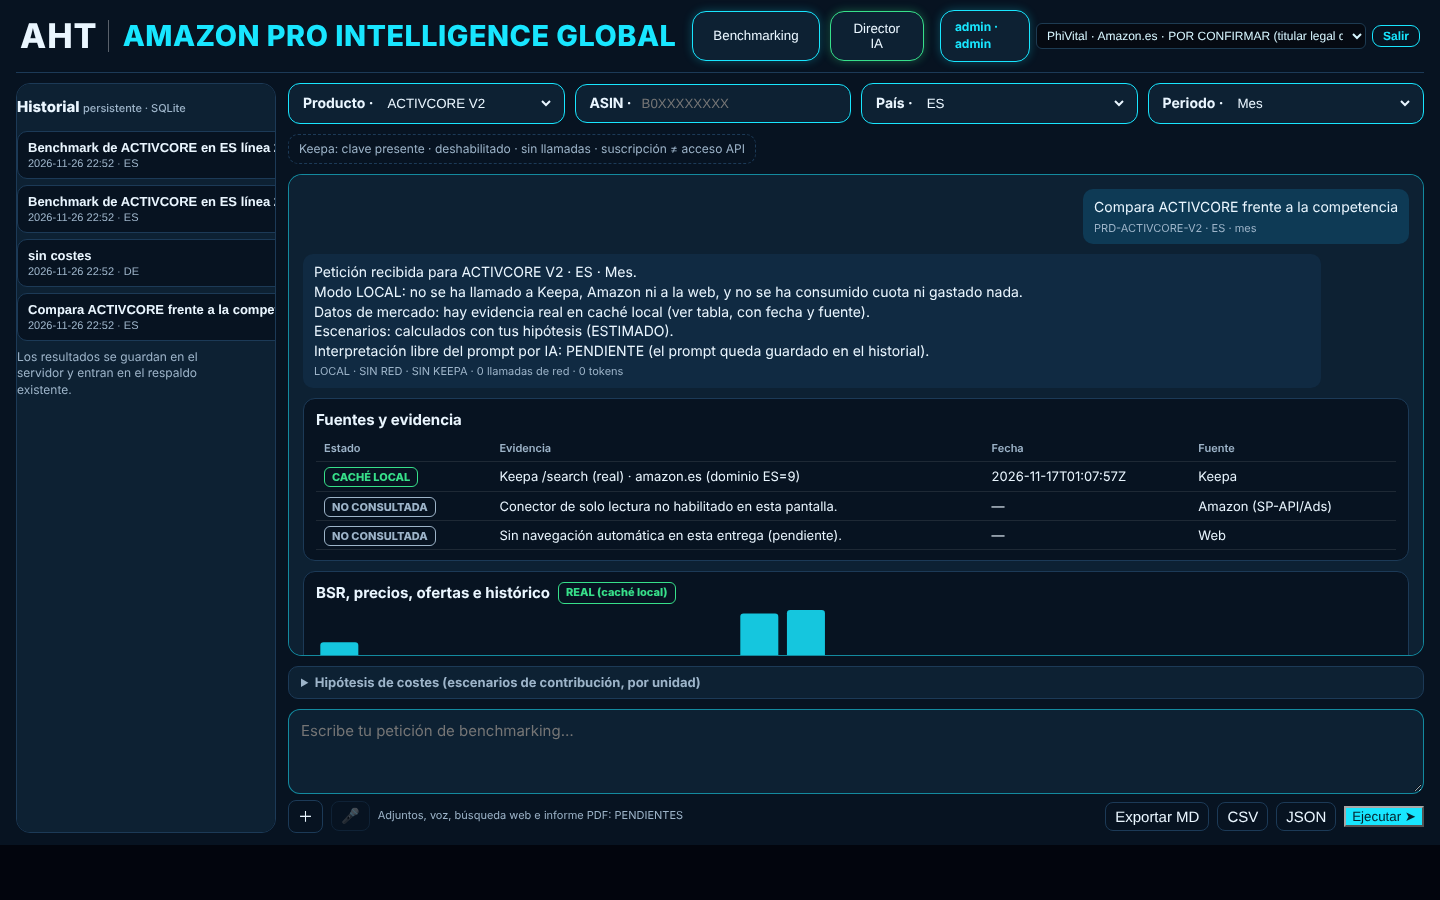 AHT
AMAZON PRO INTELLIGENCE GLOBAL
Benchmarking
Director
IA
admin ·
admin
PhiVital · Amazon.es · POR CONFIRMAR (titular legal c
Salir
Historial persistente · SQLite
Benchmark de ACTIVCORE en ES línea
2026-11-26 22:52 · ES
Benchmark de ACTIVCORE en ES línea
2026-11-26 22:52 · ES
sin costes
2026-11-26 22:52 · DE
Compara ACTIVCORE frente a la compe
2026-11-26 22:52 · ES
Los resultados se guardan en el
servidor y entran en el respaldo
existente.
Producto · ACTIVCORE V2
ASIN · B0XXXXXXXX
País · ES
Periodo · Mes
Keepa: clave presente · deshabilitado · sin llamadas · suscripción ≠ acceso API
Compara ACTIVCORE frente a la competencia
PRD-ACTIVCORE-V2 · ES · mes
Petición recibida para ACTIVCORE V2 · ES · Mes.
Modo LOCAL: no se ha llamado a Keepa, Amazon ni a la web, y no se ha consumido cuota ni gastado nada.
Datos de mercado: hay evidencia real en caché local (ver tabla, con fecha y fuente).
Escenarios: calculados con tus hipótesis (ESTIMADO).
Interpretación libre del prompt por IA: PENDIENTE (el prompt queda guardado en el historial).
LOCAL · SIN RED · SIN KEEPA · 0 llamadas de red · 0 tokens
Fuentes y evidencia
Estado Evidencia Fecha Fuente
CACHÉ LOCAL Keepa /search (real) · amazon.es (dominio ES=9) 2026-11-17T01:07:57Z Keepa
NO CONSULTADA Conector de solo lectura no habilitado en esta pantalla. — Amazon (SP-API/Ads)
NO CONSULTADA Sin navegación automática en esta entrega (pendiente). — Web
BSR, precios, ofertas e histórico REAL (caché local)
▶ Hipótesis de costes (escenarios de contribución, por unidad)
Escribe tu petición de benchmarking...
+ 🎤 Adjuntos, voz, búsqueda web e informe PDF: PENDIENTES
Exportar MD
CSV
JSON
Ejecutar ➤